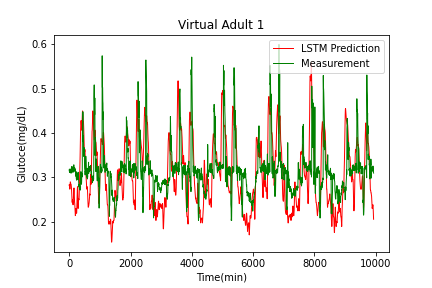 Virtual Adult 1
LSTM Prediction
Measurement
Glutoce(mg/dL)
0.6
0.5
0.4
0.3
0.2
0 2000 4000 6000 8000 10000
Time(min)